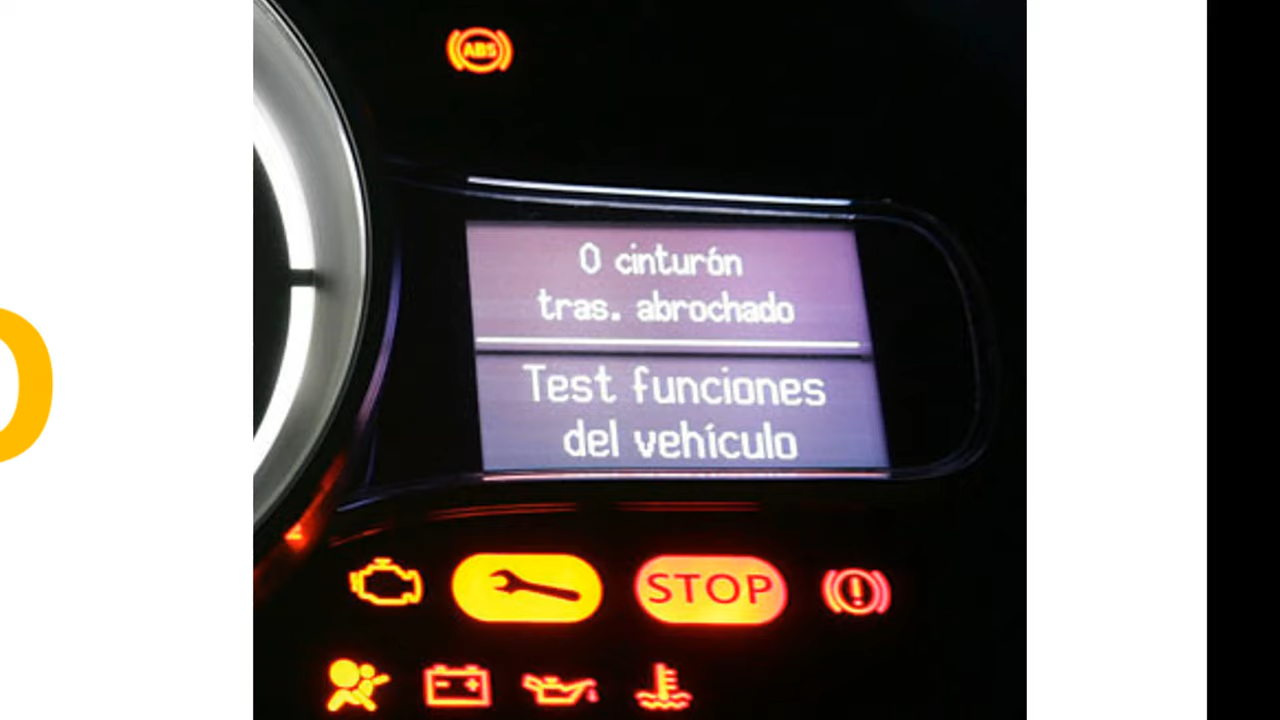 ABS
0 cinturón
tras. abrochado
Test funciones
del vehículo
STOP